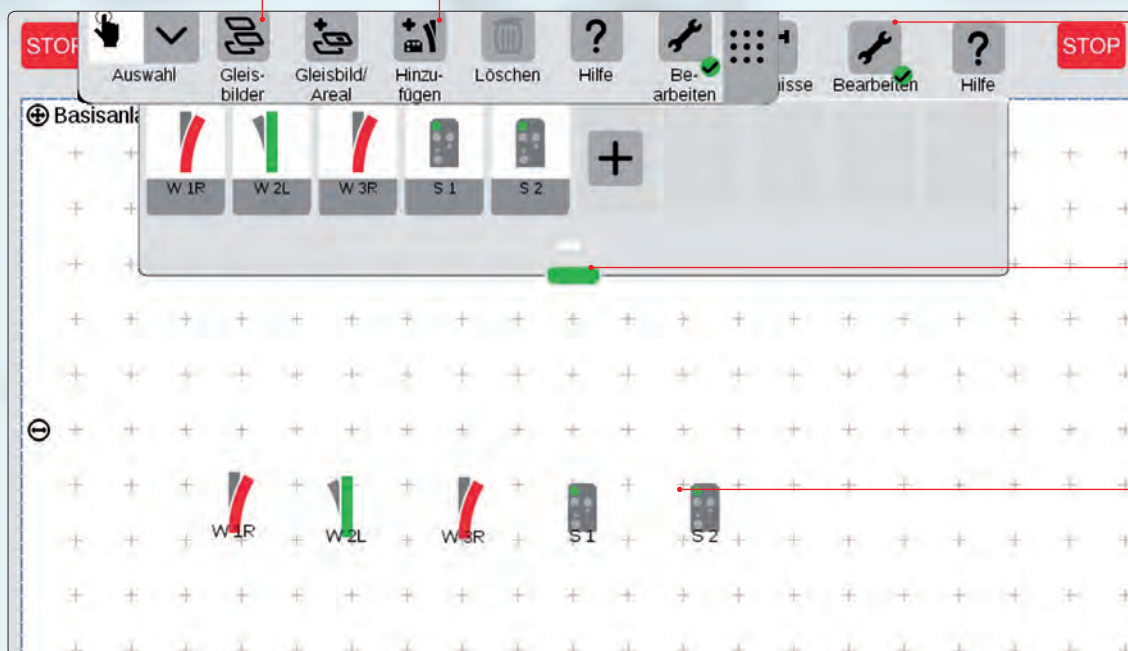 STOP
Auswahl
Gleis-
bilder
Gleisbild/
Areal
Hinzu-
fügen
Löschen
?
Hilfe
Be-
arbeiten
isse
Bearbeiten
?
Hilfe
STOP
Basisanla
W 1R
W 2L
W 3R
S 1
S 2
W 1R
W 2L
W 3R
S 1
S 2